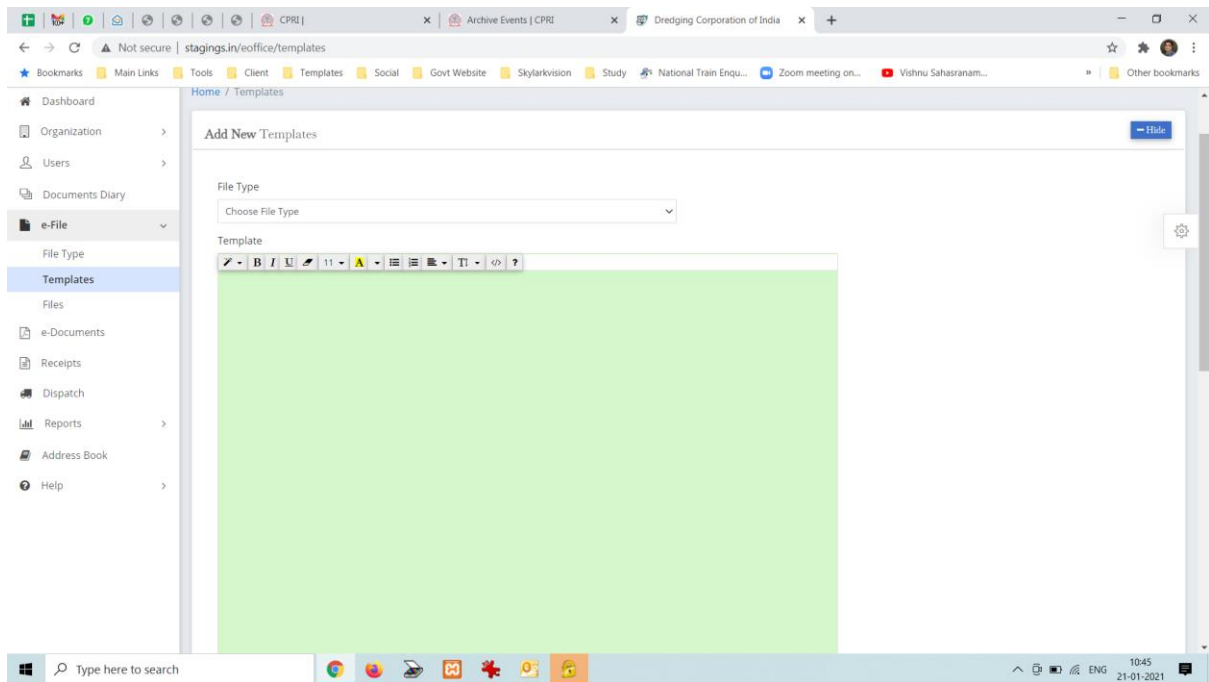 CPRI |
Archive Events | CPRI
Dredging Corporation of India
Not secure | stagings.in/eoffice/templates
Bookmarks Main Links Tools Client Templates Social Govt Website Skylarkvision Study National Train Enqu... Zoom meeting on... Vishnu Sahasranam... » Other bookmarks
Home / Templates
Dashboard
Organization
Users
Documents Diary
e-File
File Type
Templates
Files
e-Documents
Receipts
Dispatch
Reports
Address Book
Help
Add New Templates
Hide
File Type
Choose File Type
Template
B I U 11 A TI </> ?
Type here to search
ENG
10:45
21-01-2021